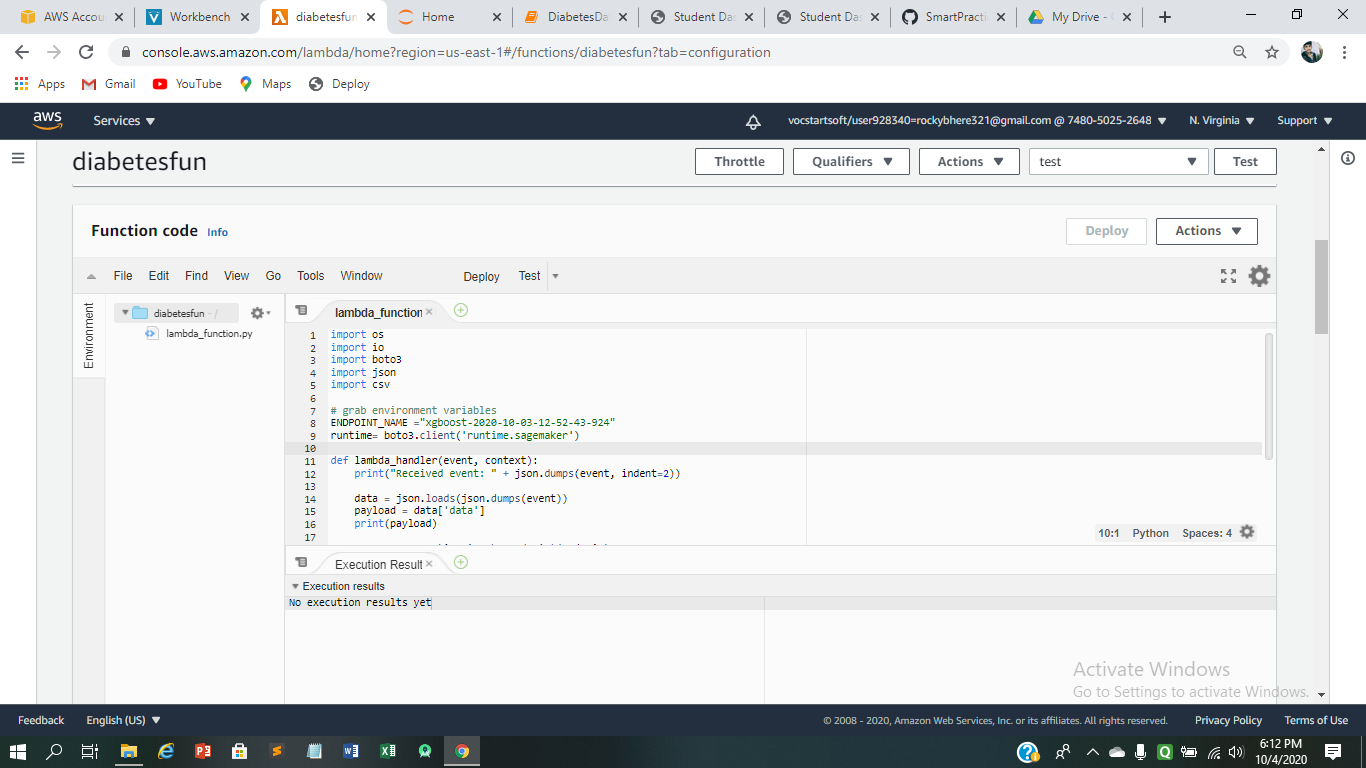 AWS Accou
Workbench
diabetesfun
Home
DiabetesDa
Student Das
Student Das
SmartPracti
My Drive -
console.aws.amazon.com/lambda/home?region=us-east-1#/functions/diabetesfun?tab=configuration
Apps Gmail YouTube Maps Deploy
aws Services vocstartsoft/user928340=rockybhere321@gmail.com @ 7480-5025-2648 N. Virginia Support
diabetesfun Throttle Qualifiers Actions test Test
Function code Info Deploy Actions
File Edit Find View Go Tools Window Deploy Test
Environment
diabetesfun - /
lambda_function.py
lambda_function
1 import os
2 import io
3 import boto3
4 import json
5 import csv
6
7 # grab environment variables
8 ENDPOINT_NAME ="xgboost-2020-10-03-12-52-43-924"
9 runtime= boto3.client('runtime.sagemaker')
10
11 def lambda_handler(event, context):
12 print("Received event: " + json.dumps(event, indent=2))
13
14 data = json.loads(json.dumps(event))
15 payload = data['data']
16 print(payload)
17
10:1 Python Spaces: 4
Execution Result
Execution results
No execution results yet
Activate Windows
Go to Settings to activate Windows.
Feedback English (US) © 2008 - 2020, Amazon Web Services, Inc. or its affiliates. All rights reserved. Privacy Policy Terms of Use
6:12 PM
10/4/2020